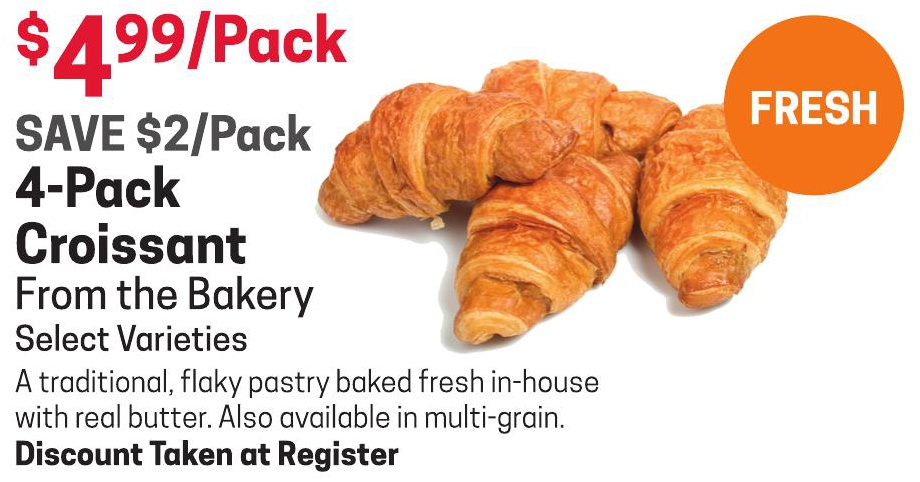 $4.99/Pack
SAVE $2/Pack
4-Pack
Croissant
From the Bakery
Select Varieties
A traditional, flaky pastry baked fresh in-house
with real butter. Also available in multi-grain.
Discount Taken at Register
FRESH